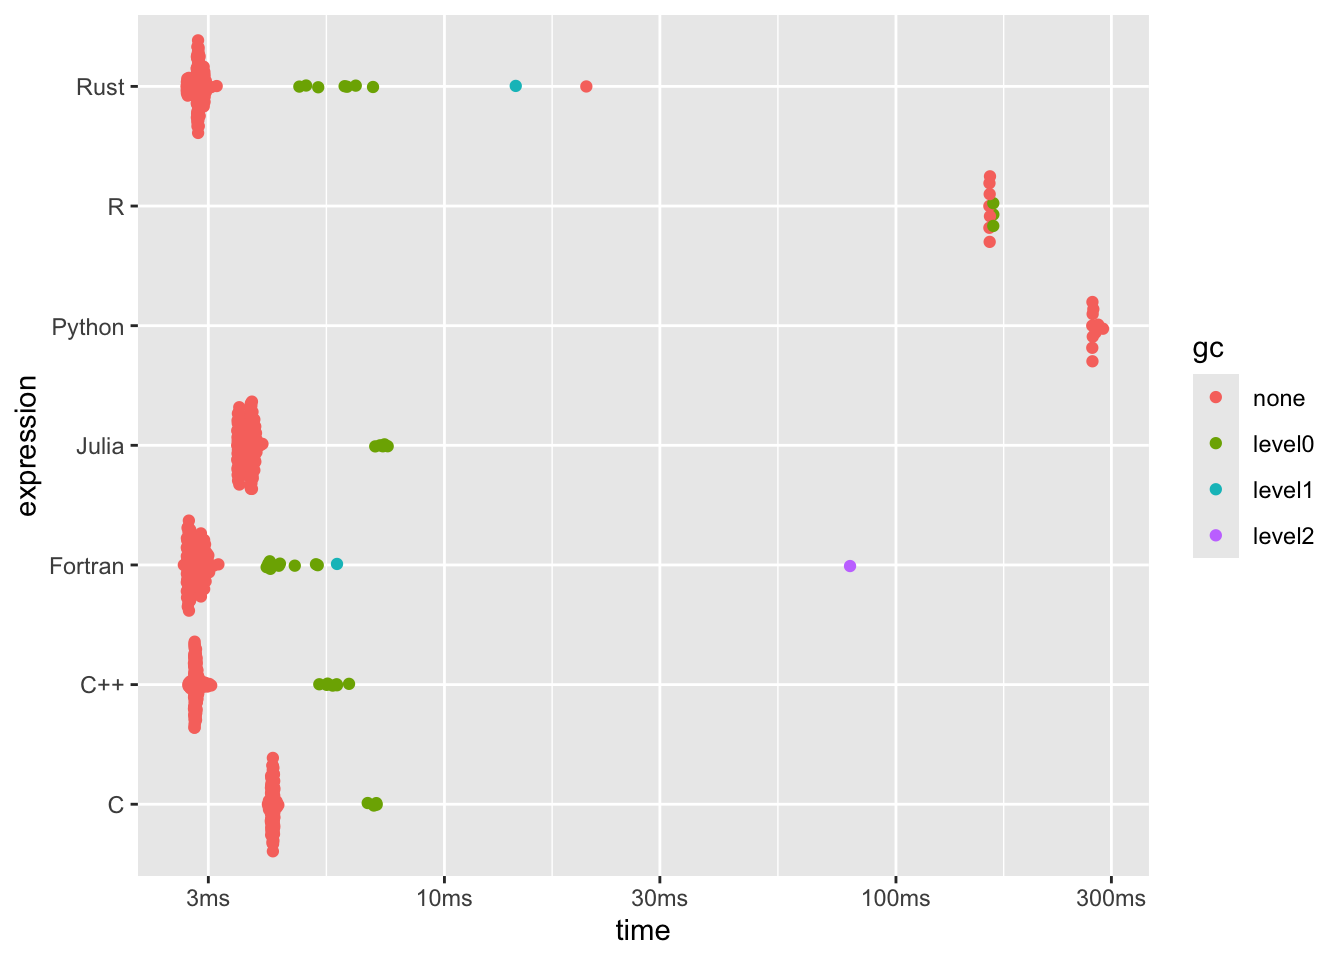 expression
Rust
R
Python
Julia
Fortran
C++
C
3ms
10ms
30ms
100ms
300ms
time
gc
none
level0
level1
level2